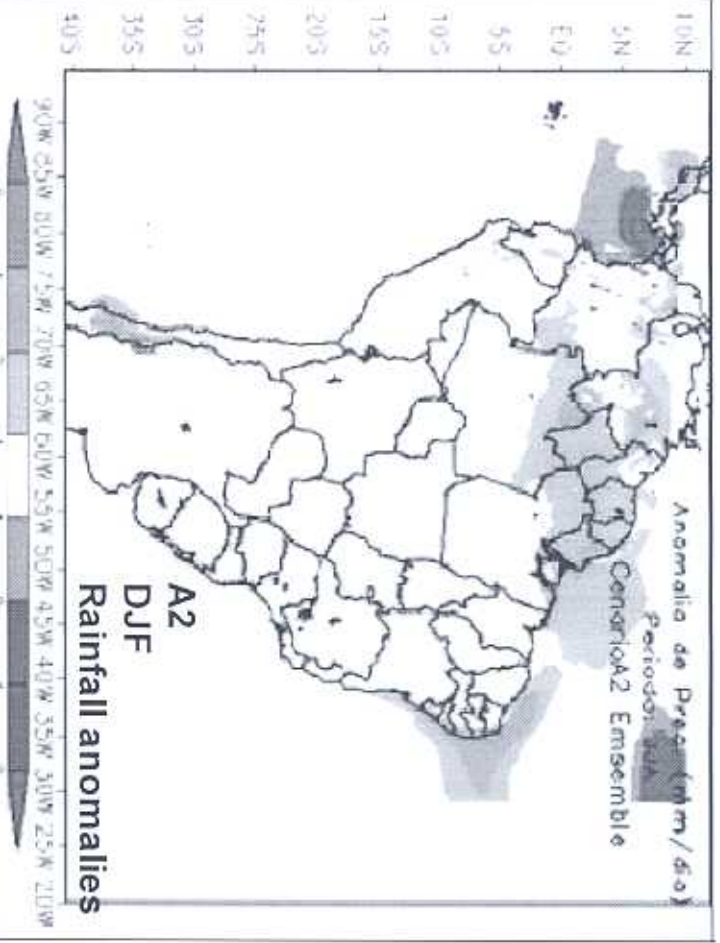 Anomalia de Prec (mm/dia)
Periodo:
CenarioA2 Emsemble
10N
5N
EQ
5S
10S
15S
20S
25S
30S
35S
40S
A2
DJF
Rainfall anomalies
90W 85W 80W 75W 70W 65W 60W 55W 50W 45W 40W 35W 30W 25W 20W